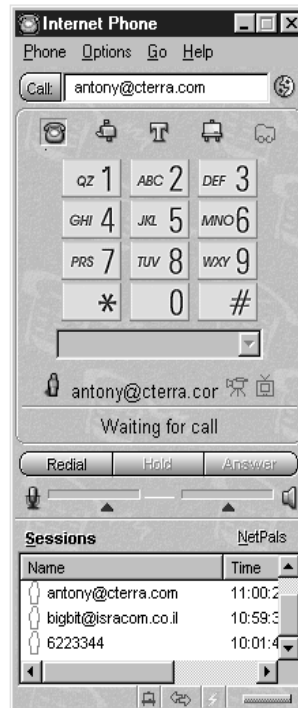 Internet Phone
Phone Options Go Help
Call: antony@cterra.com
T
QZ 1 ABC 2 DEF 3
GHI 4 JKL 5 MNO 6
PRS 7 TUV 8 WXY 9
* 0 #
antony@cterra.cor
Waiting for call
Redial Hold Answer
Sessions NetPals
Name Time
antony@cterra.com 11:00:2
bigbit@isracom.co.il 10:59:3
6223344 10:01:4